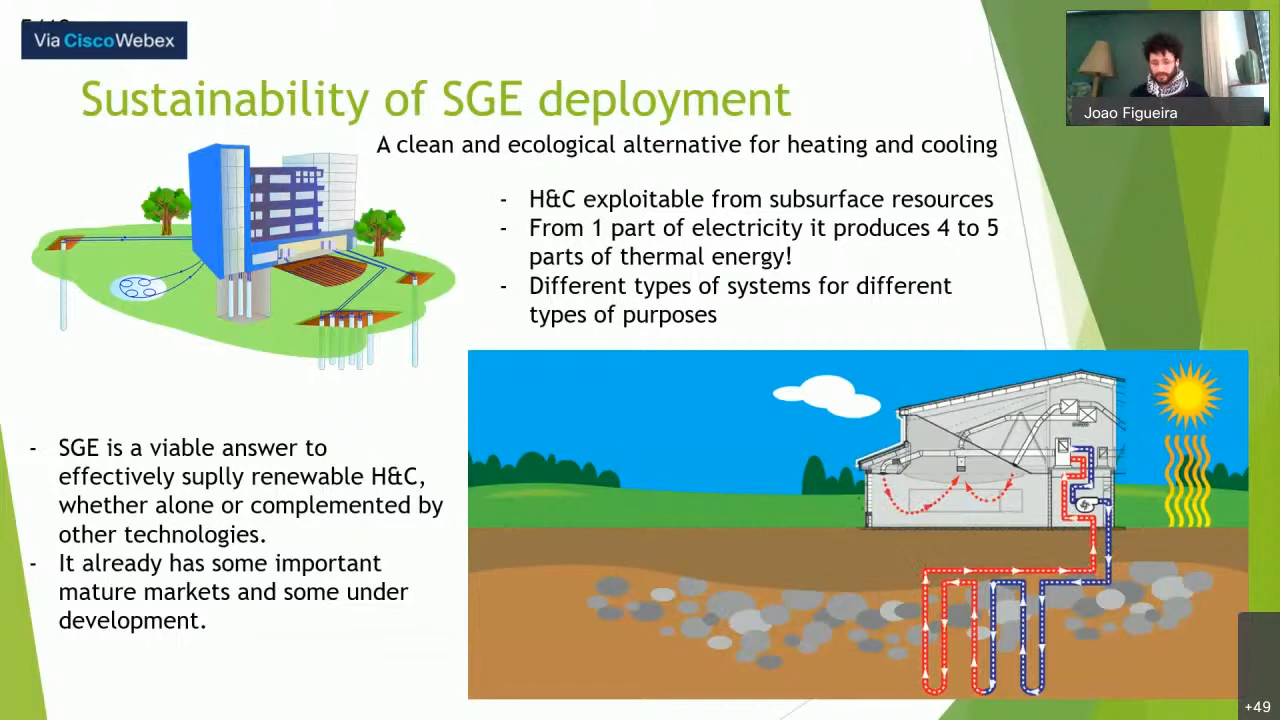 Via CiscoWebex
Joao Figueira
Sustainability of SGE deployment
A clean and ecological alternative for heating and cooling
- H&C exploitable from subsurface resources
- From 1 part of electricity it produces 4 to 5
parts of thermal energy!
- Different types of systems for different
types of purposes
- SGE is a viable answer to
effectively suplly renewable H&C,
whether alone or complemented by
other technologies.
- It already has some important
mature markets and some under
development.
+49